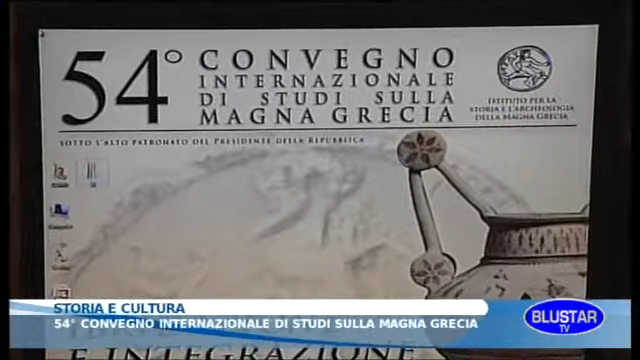 54° CONVEGNO
INTERNAZIONALE
DI STUDI SULLA
MAGNA GRECIA
ISTITUTO PER LA
STORIA E L'ARCHEOLOGIA
DELLA MAGNA GRECIA
SOTTO L'ALTO PATRONATO DEL PRESIDENTE DELLA REPUBBLICA
STORIA E CULTURA
54° CONVEGNO INTERNAZIONALE DI STUDI SULLA MAGNA GRECIA
BLUSTAR
TV
E INTEGRAZIONE